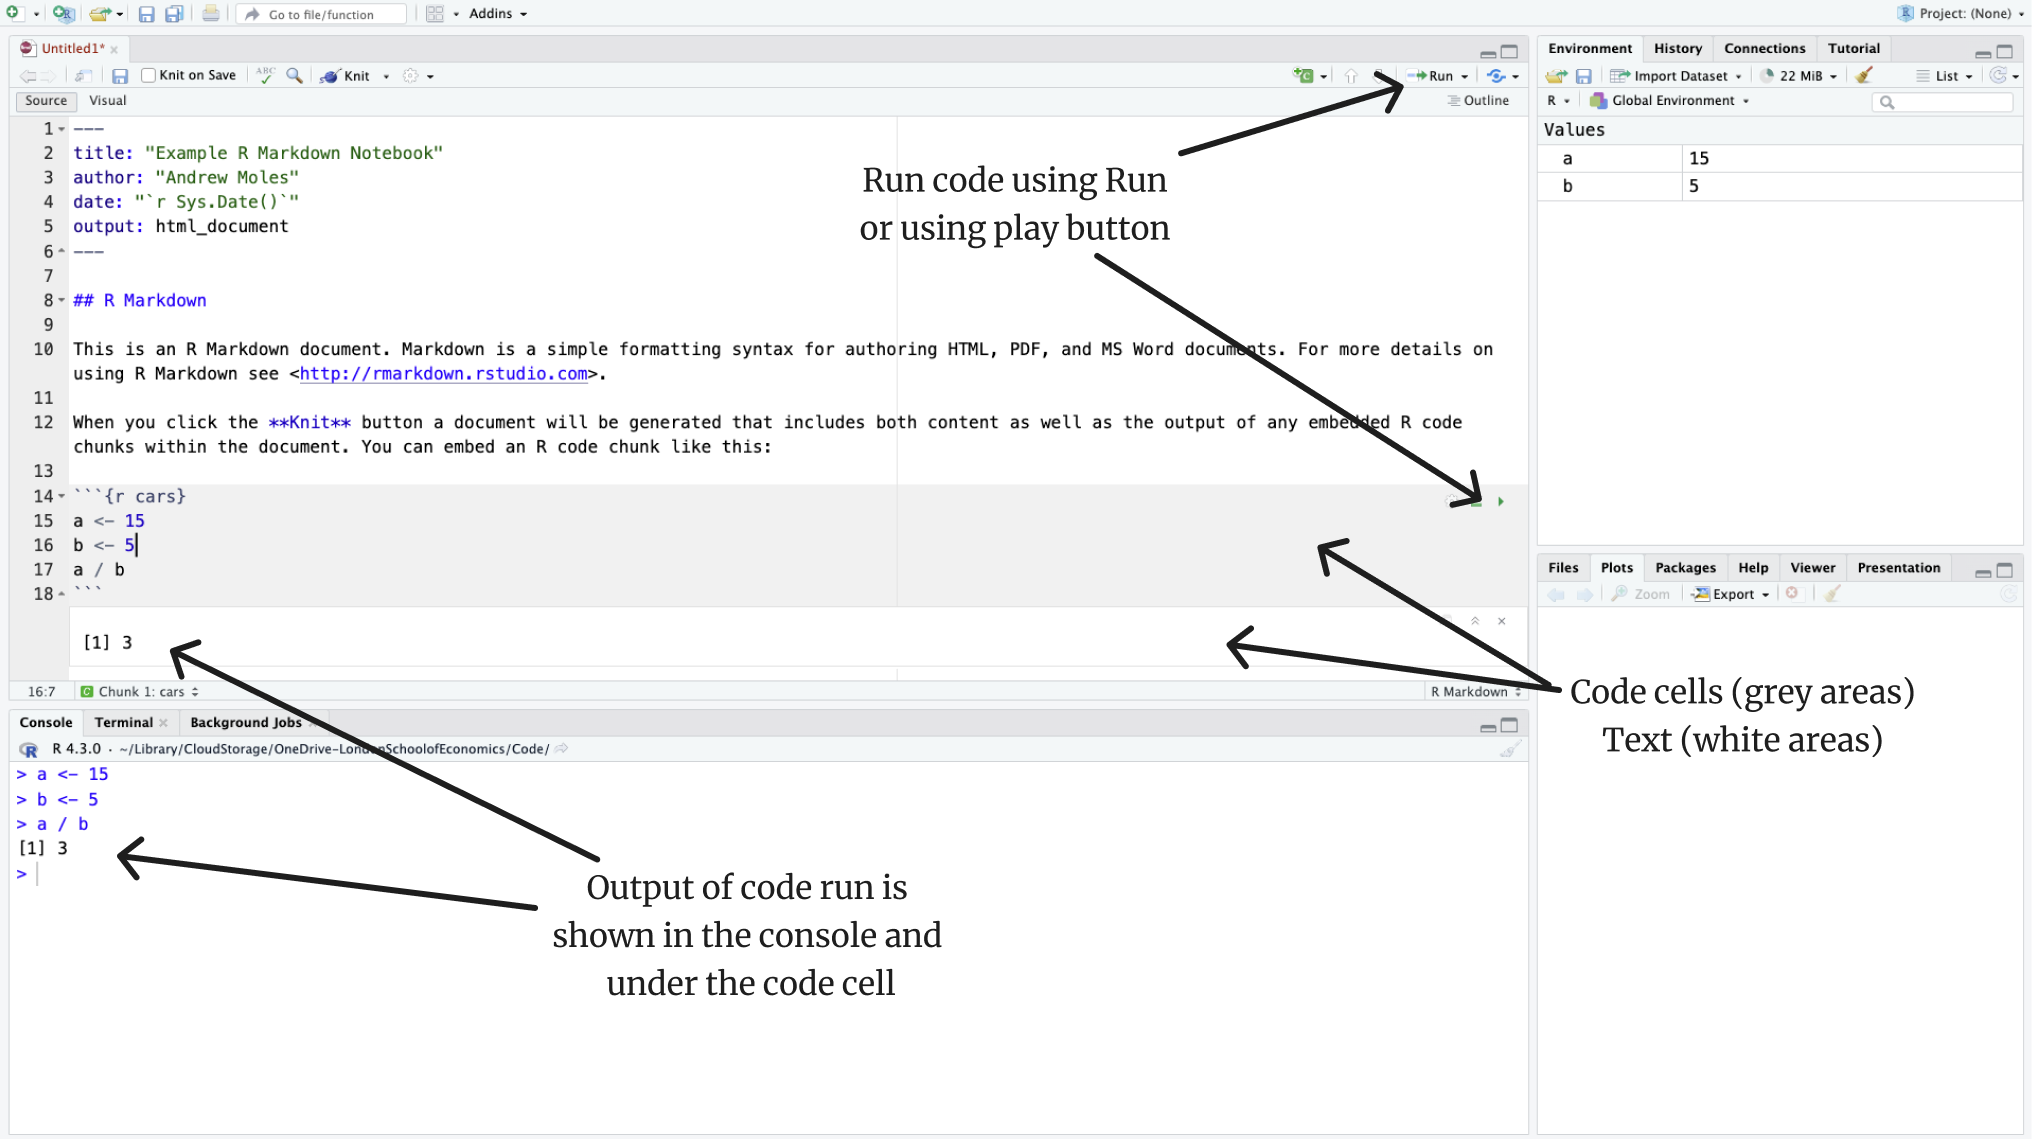 Go to file/function
Addins
Project: (None)
Untitled1*
Knit on Save
ABC
Knit
Run
Source
Visual
Outline
1 ---
2 title: "Example R Markdown Notebook"
3 author: "Andrew Moles"
4 date: "`r Sys.Date()`"
5 output: html_document
6 ---
7
8 ## R Markdown
9
10 This is an R Markdown document. Markdown is a simple formatting syntax for authoring HTML, PDF, and MS Word documents. For more details on
using R Markdown see <http://rmarkdown.rstudio.com>.
11
12 When you click the **Knit** button a document will be generated that includes both content as well as the output of any embedded R code
chunks within the document. You can embed an R code chunk like this:
13
14 ```{r cars}
15 a <- 15
16 b <- 5
17 a / b
18 ```
[1] 3
16:7
Chunk 1: cars
R Markdown
Run code using Run
or using play button
Console
Terminal
Background Jobs
R 4.3.0 · ~/Library/CloudStorage/OneDrive-LondonSchoolofEconomics/Code/
> a <- 15
> b <- 5
> a / b
[1] 3
>
Output of code run is
shown in the console and
under the code cell
Environment
History
Connections
Tutorial
Import Dataset
22 MiB
List
R
Global Environment
Values
a 15
b 5
Files
Plots
Packages
Help
Viewer
Presentation
Zoom
Export
Code cells (grey areas)
Text (white areas)